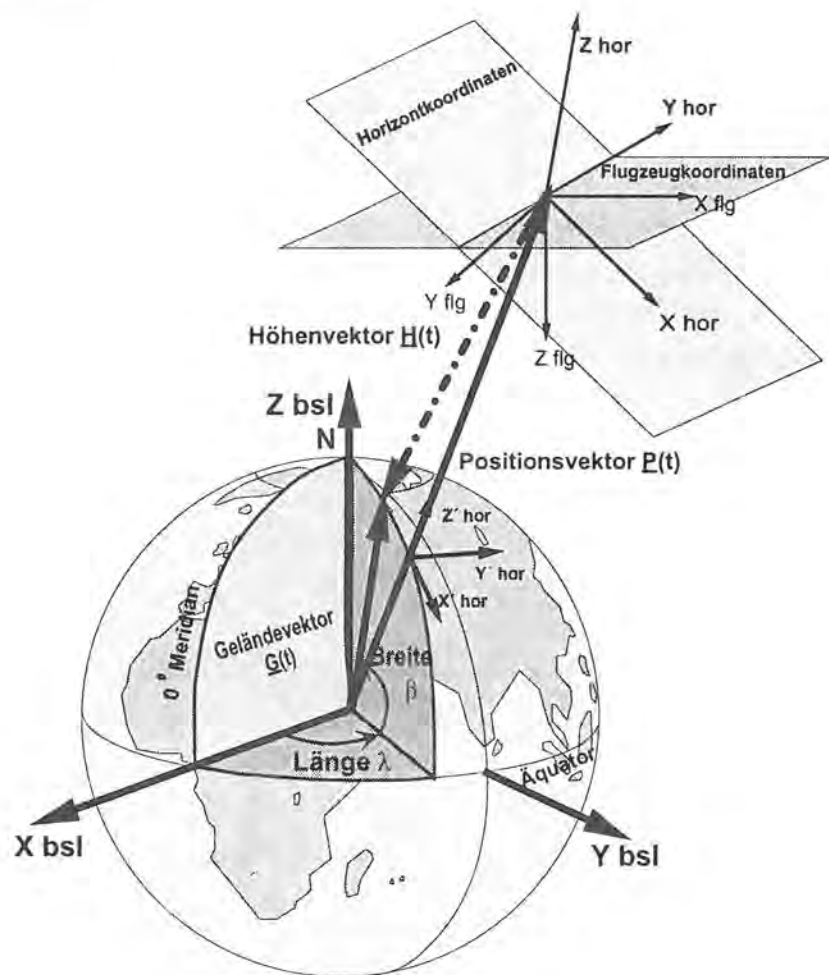 Z hor
Horizontkoordinaten
Y hor
Flugzeugkoordinaten
X flg
Y flg
X hor
Z flg
Höhenvektor H(t)
Z bsl
N
Positionsvektor P(t)
Z´ hor
Y´ hor
X´ hor
0° Meridian
Geländevektor
G(t)
Breite
β
Länge λ
Äquator
X bsl
Y bsl